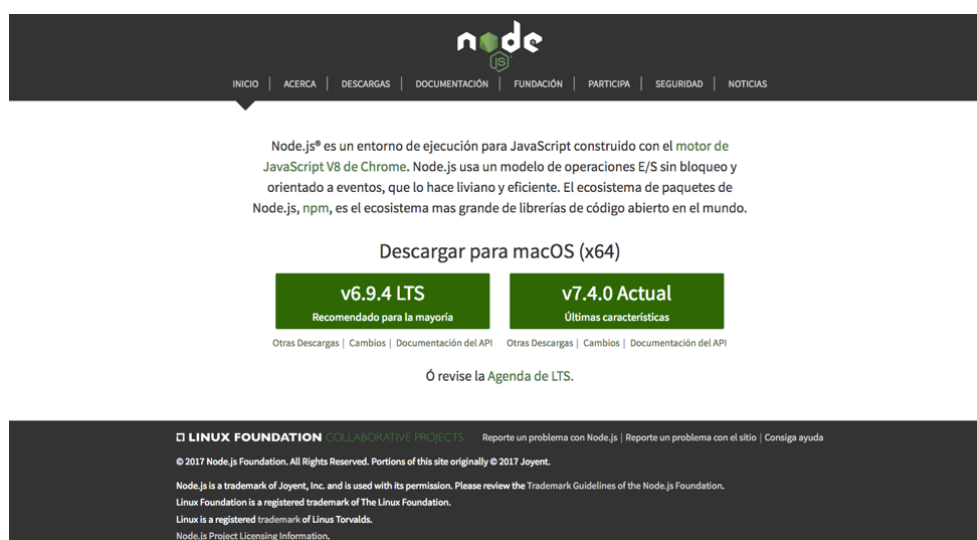 node
JS
INICIO | ACERCA | DESCARGAS | DOCUMENTACIÓN | FUNDACIÓN | PARTICIPA | SEGURIDAD | NOTICIAS
Node.js® es un entorno de ejecución para JavaScript construido con el motor de
JavaScript V8 de Chrome. Node.js usa un modelo de operaciones E/S sin bloqueo y
orientado a eventos, que lo hace liviano y eficiente. El ecosistema de paquetes de
Node.js, npm, es el ecosistema mas grande de librerías de código abierto en el mundo.
Descargar para macOS (x64)
v6.9.4 LTS
Recomendado para la mayoría
v7.4.0 Actual
Últimas características
Otras Descargas | Cambios | Documentación del API
Otras Descargas | Cambios | Documentación del API
Ó revise la Agenda de LTS.
LINUX FOUNDATION COLLABORATIVE PROJECTS
Reporte un problema con Node.js | Reporte un problema con el sitio | Consiga ayuda
© 2017 Node.js Foundation. All Rights Reserved. Portions of this site originally © 2017 Joyent.
Node.js is a trademark of Joyent, Inc. and is used with its permission. Please review the Trademark Guidelines of the Node.js Foundation.
Linux Foundation is a registered trademark of The Linux Foundation.
Linux is a registered trademark of Linus Torvalds.
Node.js Project Licensing Information.